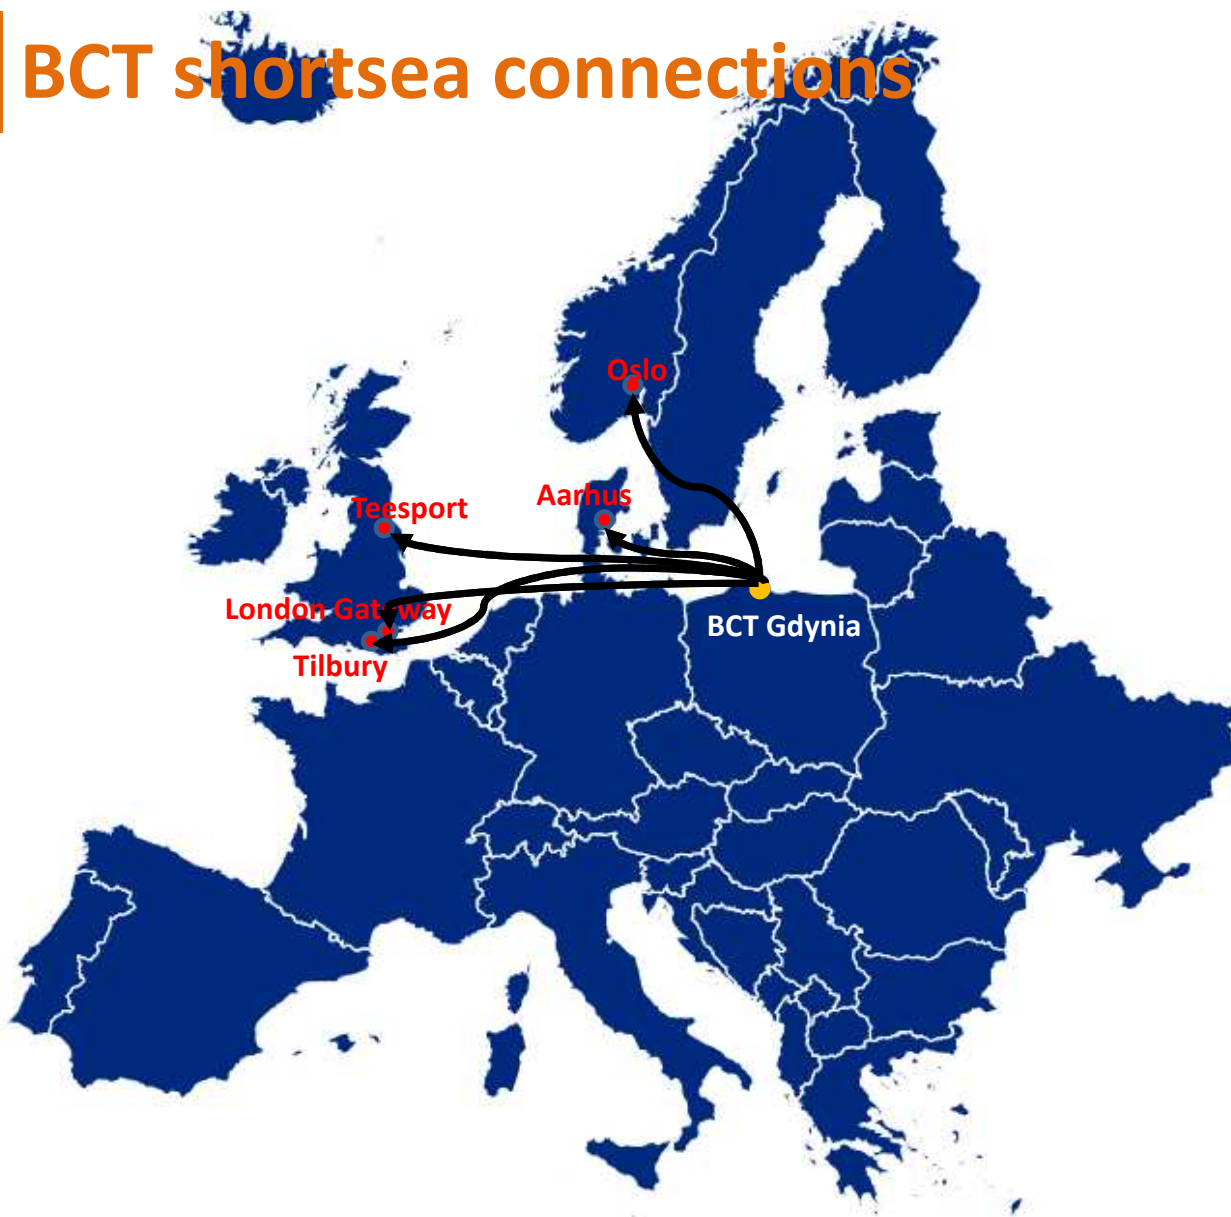 BCT shortsea connections
Oslo
Aarhus
Teesport
London Gateway
BCT Gdynia
Tilbury